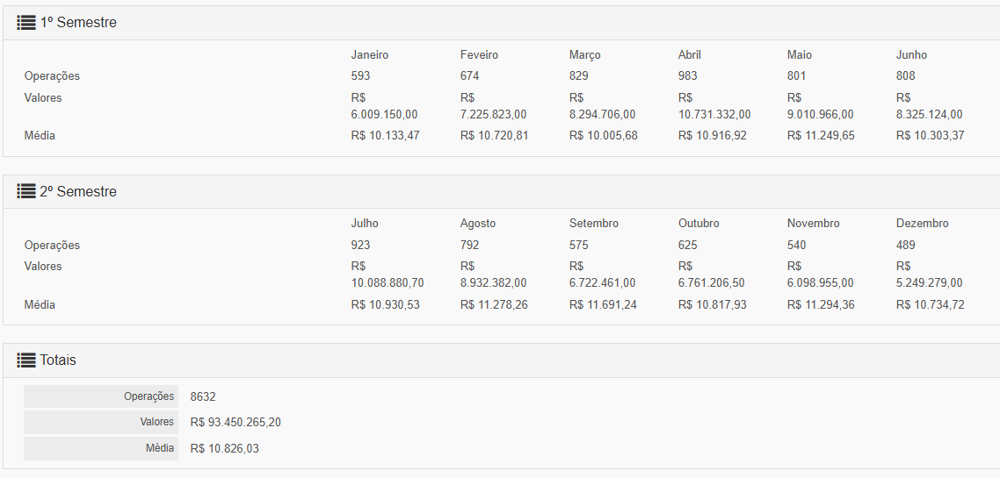 1º Semestre
Janeiro Feveiro Março Abril Maio Junho
Operações 593 674 829 983 801 808
Valores R$ R$ R$ R$ R$ R$
6.009.150,00 7.225.823,00 8.294.706,00 10.731.332,00 9.010.966,00 8.325.124,00
Média R$ 10.133,47 R$ 10.720,81 R$ 10.005,68 R$ 10.916,92 R$ 11.249,65 R$ 10.303,37
2º Semestre
Julho Agosto Setembro Outubro Novembro Dezembro
Operações 923 792 575 625 540 489
Valores R$ R$ R$ R$ R$ R$
10.088.880,70 8.932.382,00 6.722.461,00 6.761.206,50 6.098.955,00 5.249.279,00
Média R$ 10.930,53 R$ 11.278,26 R$ 11.691,24 R$ 10.817,93 R$ 11.294,36 R$ 10.734,72
Totais
Operações 8632
Valores R$ 93.450.265,20
Média R$ 10.826,03